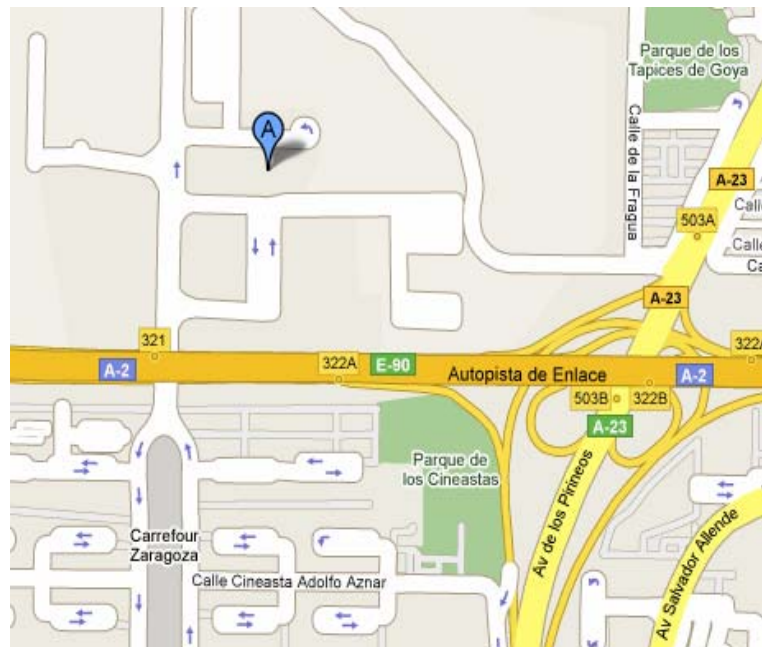 Parque de los
Tapices de Goya
A
Calle de la Fragua
A-23
503A
Call
Calle
Ca
A-23
321
322A
E-90
322A
A-2
Autopista de Enlace
A-2
503B
322B
A-23
Parque de
los Cineastas
Av de los Pirineos
Carrefour
Zaragoza
Av Salvador Allende
Calle Cineasta Adolfo Aznar